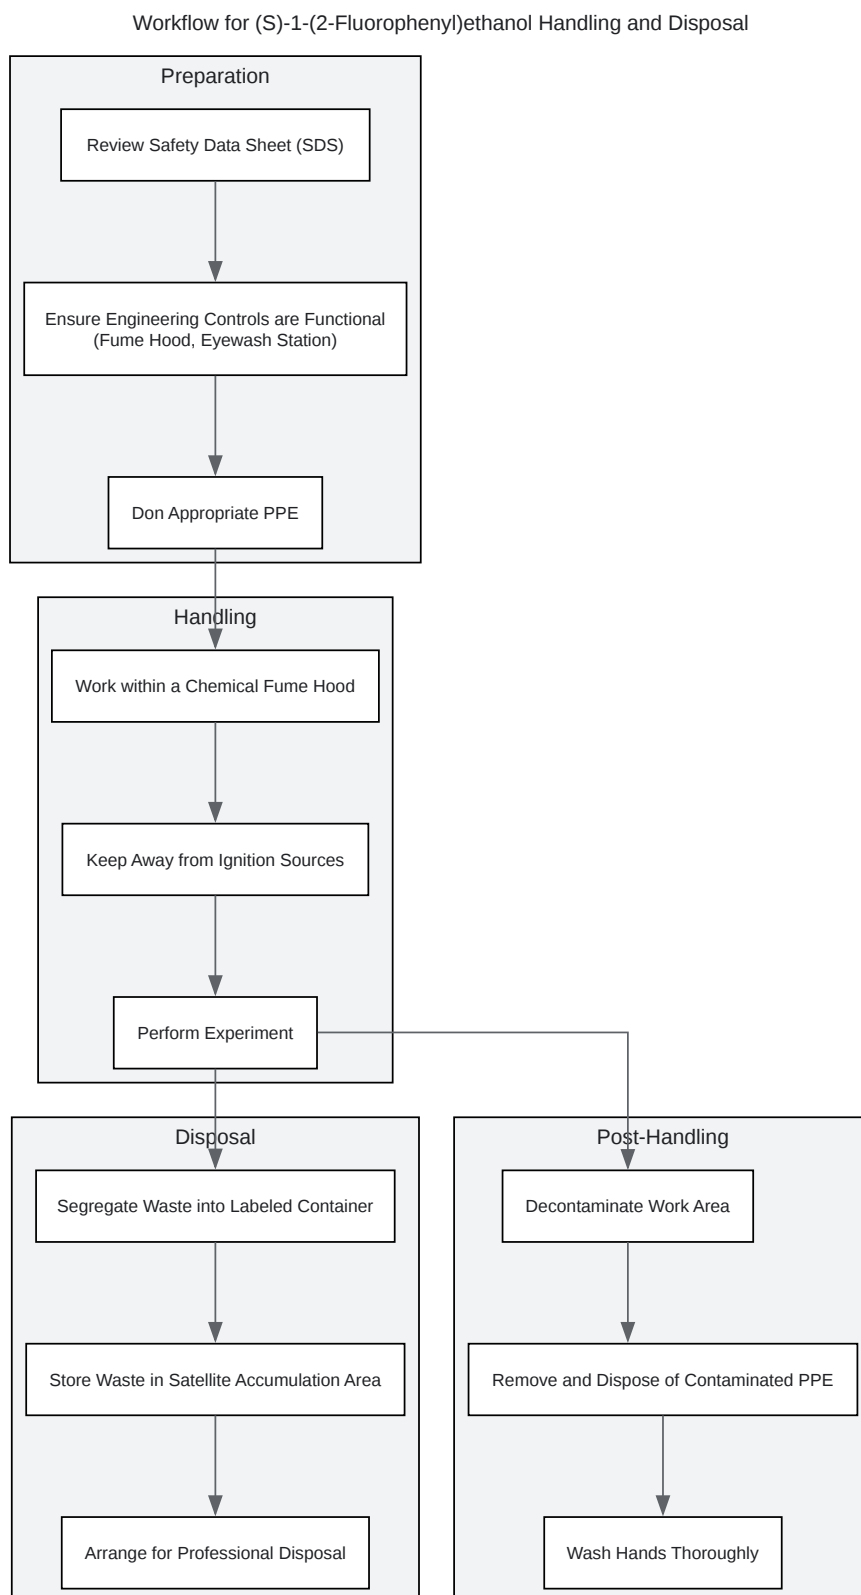 Workflow for (S)-1-(2-Fluorophenyl)ethanol Handling and Disposal
Preparation
Review Safety Data Sheet (SDS)
Ensure Engineering Controls are Functional
(Fume Hood, Eyewash Station)
Don Appropriate PPE
Handling
Work within a Chemical Fume Hood
Keep Away from Ignition Sources
Perform Experiment
Disposal
Segregate Waste into Labeled Container
Store Waste in Satellite Accumulation Area
Arrange for Professional Disposal
Post-Handling
Decontaminate Work Area
Remove and Dispose of Contaminated PPE
Wash Hands Thoroughly